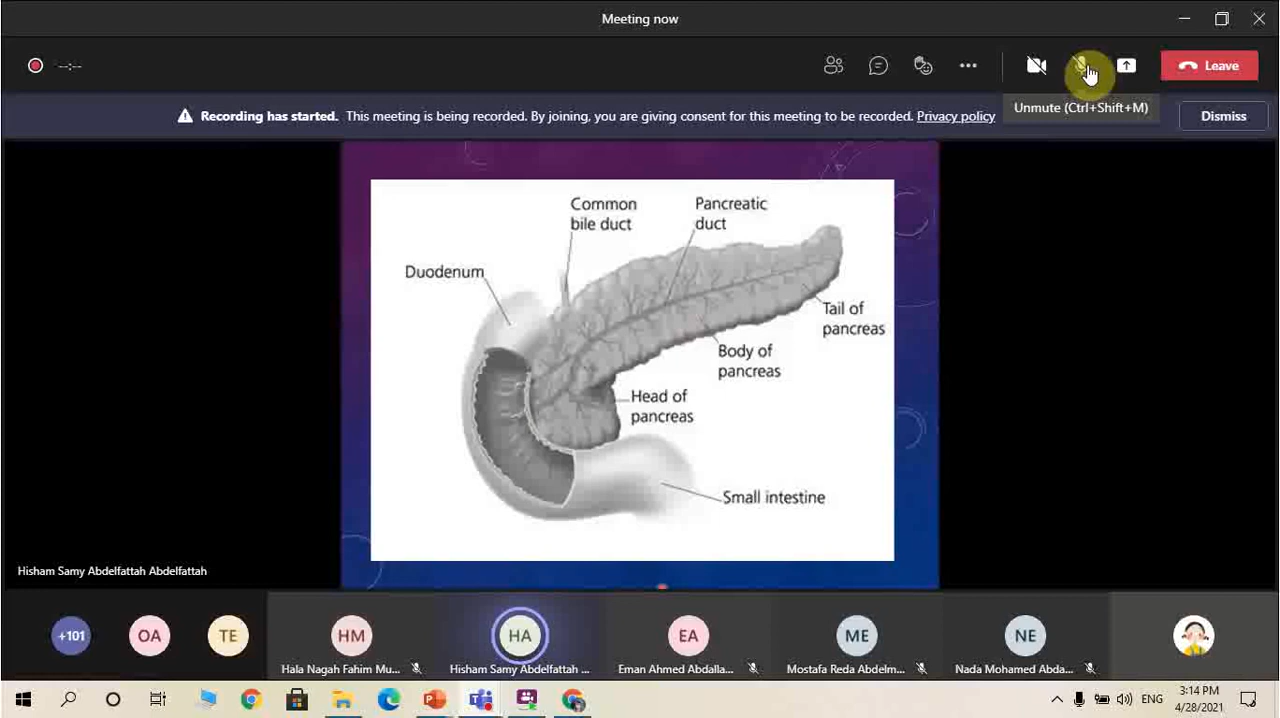 Meeting now
--:--
Leave
Recording has started. This meeting is being recorded. By joining, you are giving consent for this meeting to be recorded. Privacy policy
Unmute (Ctrl+Shift+M)
Dismiss
Common
bile duct
Pancreatic
duct
Duodenum
Tail of
pancreas
Body of
pancreas
Head of
pancreas
Small intestine
Hisham Samy Abdelfattah Abdelfattah
+101
OA
TE
HM
HA
EA
ME
NE
Hala Nagah Fahim Mu...
Hisham Samy Abdelfattah ...
Eman Ahmed Abdalla...
Mostafa Reda Abdelm...
Nada Mohamed Abda...
ENG
3:14 PM
4/28/2021